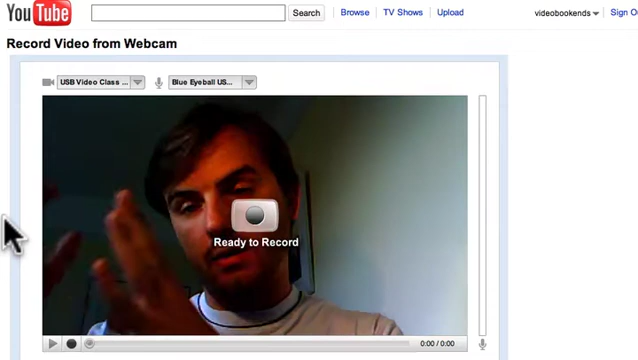 YouTube Search Browse TV Shows Upload videobookends Sign O
Record Video from Webcam
USB Video Class ... Blue Eyeball US...
Ready to Record
0:00 / 0:00